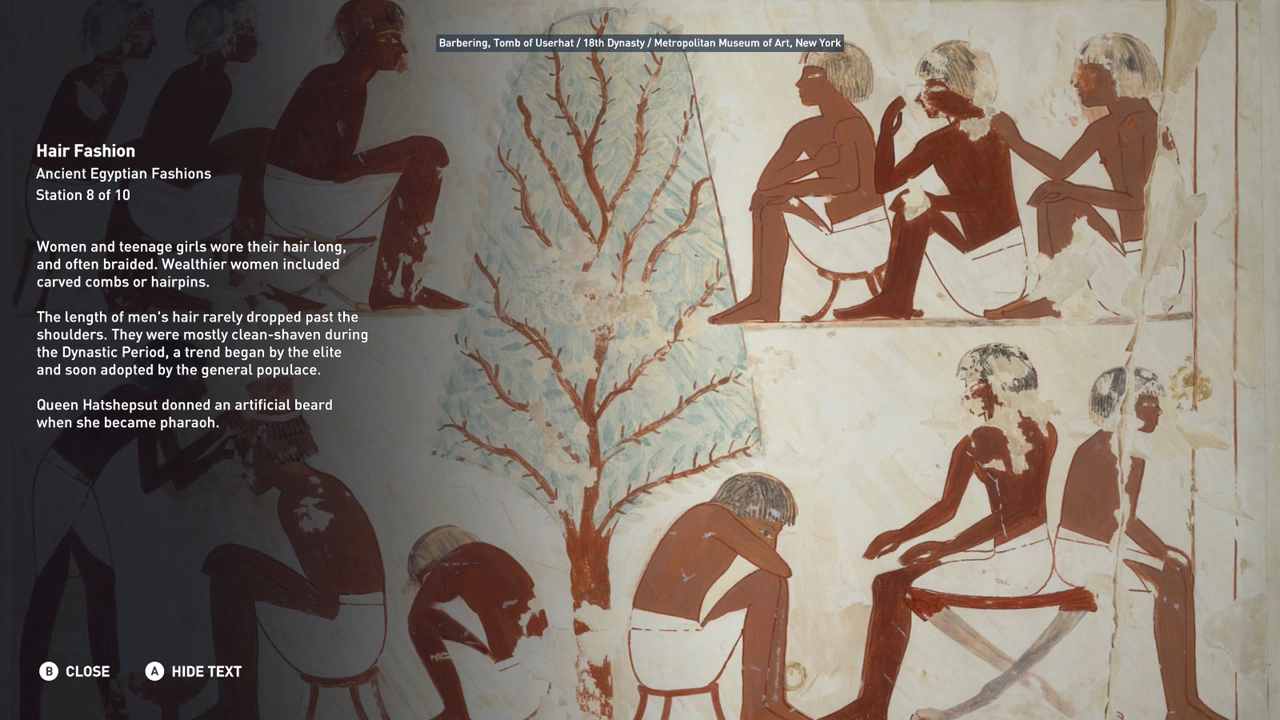 Barbering, Tomb of Userhat / 18th Dynasty / Metropolitan Museum of Art, New York
Hair Fashion
Ancient Egyptian Fashions
Station 8 of 10
Women and teenage girls wore their hair long,
and often braided. Wealthier women included
carved combs or hairpins.
The length of men's hair rarely dropped past the
shoulders. They were mostly clean-shaven during
the Dynastic Period, a trend began by the elite
and soon adopted by the general populace.
Queen Hatshepsut donned an artificial beard
when she became pharaoh.
B CLOSE A HIDE TEXT